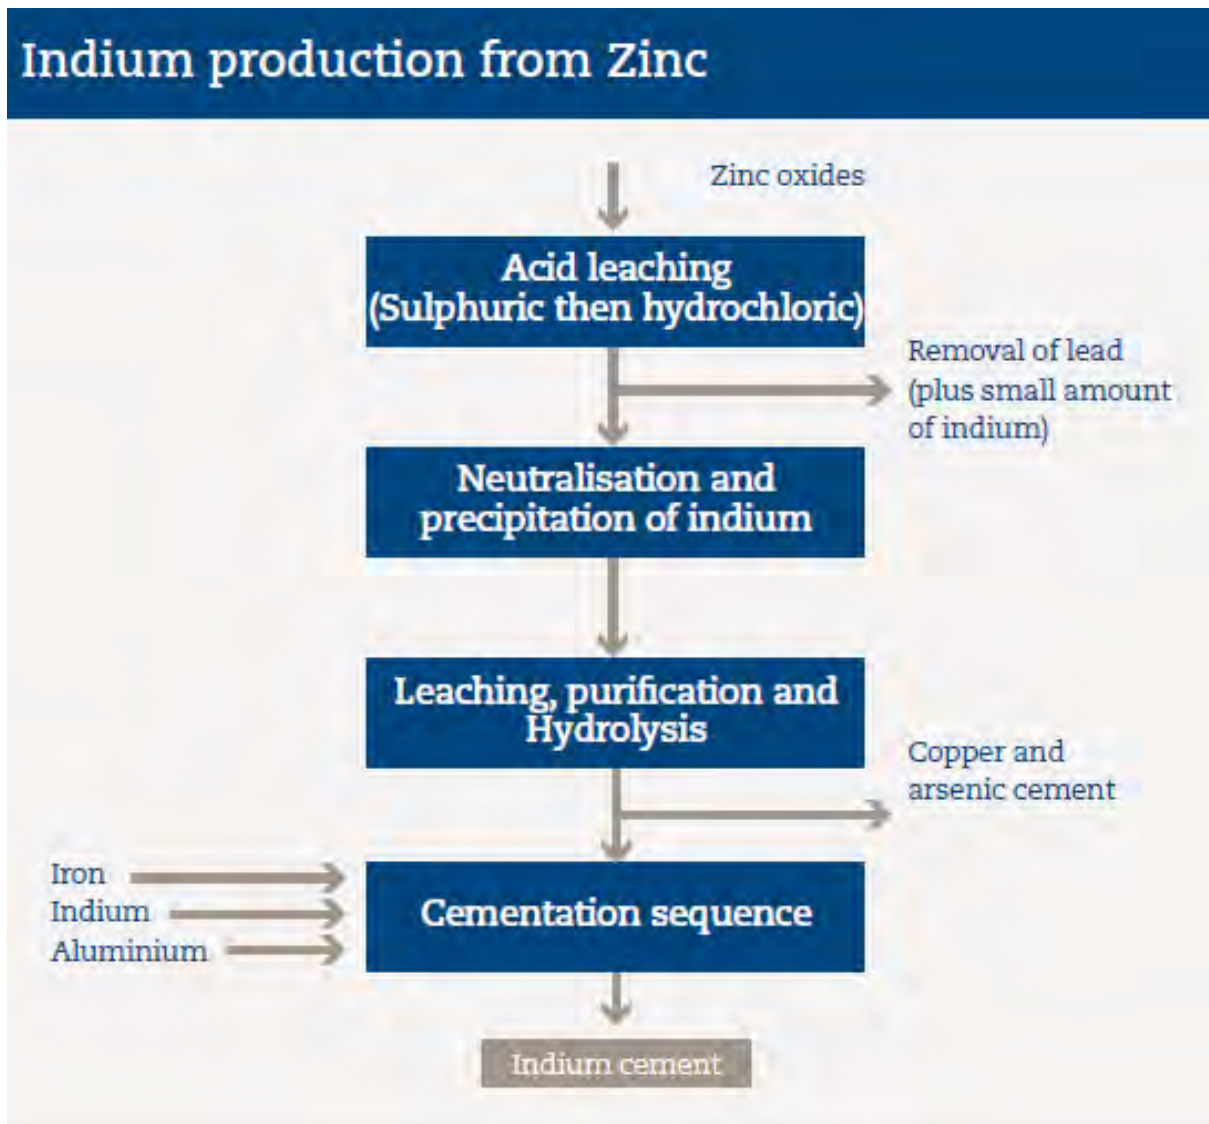 Indium production from Zinc
Zinc oxides
Acid leaching
(Sulphuric then hydrochloric)
Removal of lead
(plus small amount
of indium)
Neutralisation and
precipitation of indium
Leaching, purification and
Hydrolysis
Copper and
arsenic cement
Iron
Indium
Aluminium
Cementation sequence
Indium cement